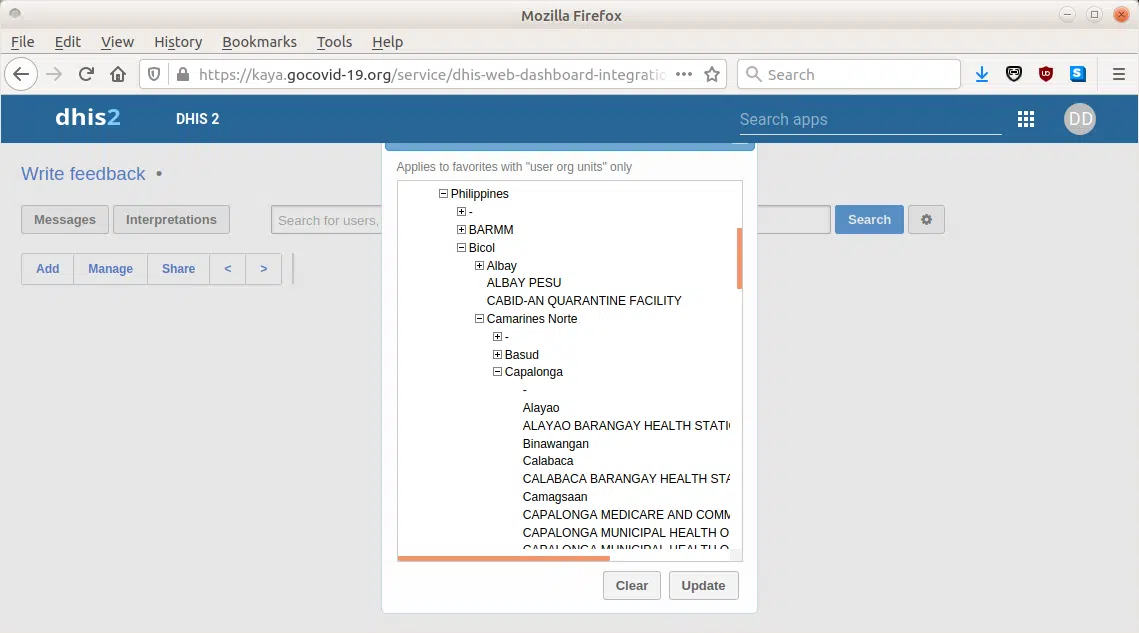 Mozilla Firefox
File Edit View History Bookmarks Tools Help
https://kaya.gocovid-19.org/service/dhis-web-dashboard-integratio Search
dhis2 DHIS 2 Search apps DD
Applies to favorites with "user org units" only
Write feedback •
Messages Interpretations Search for users, Search
Add Manage Share < >
Philippines
-
BARMM
Bicol
Albay
ALBAY PESU
CABID-AN QUARANTINE FACILITY
Camarines Norte
-
Basud
Capalonga
-
Alayao
ALAYAO BARANGAY HEALTH STATI
Binawangan
Calabaca
CALABACA BARANGAY HEALTH STA
Camagsaan
CAPALONGA MEDICARE AND COMM
CAPALONGA MUNICIPAL HEALTH O
CAPALONGA MUNICIPAL HEALTH O
Clear Update